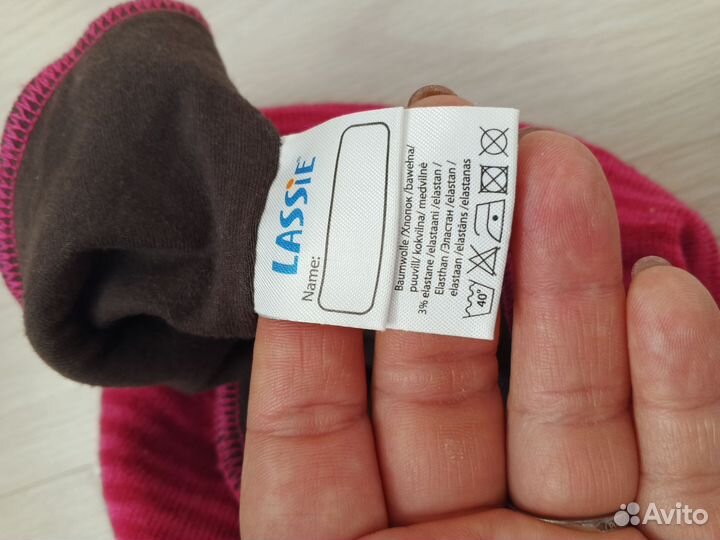 LASSIE®
Name:
Baumwolle /Хлопок /bawełna/
puuvill/ kokvilna/ medvilnė
3% elastane /elastaani /elastan /
Elasthan /Эластан /elastan /
elastaan /elastāns /elastanas
40°
Avito